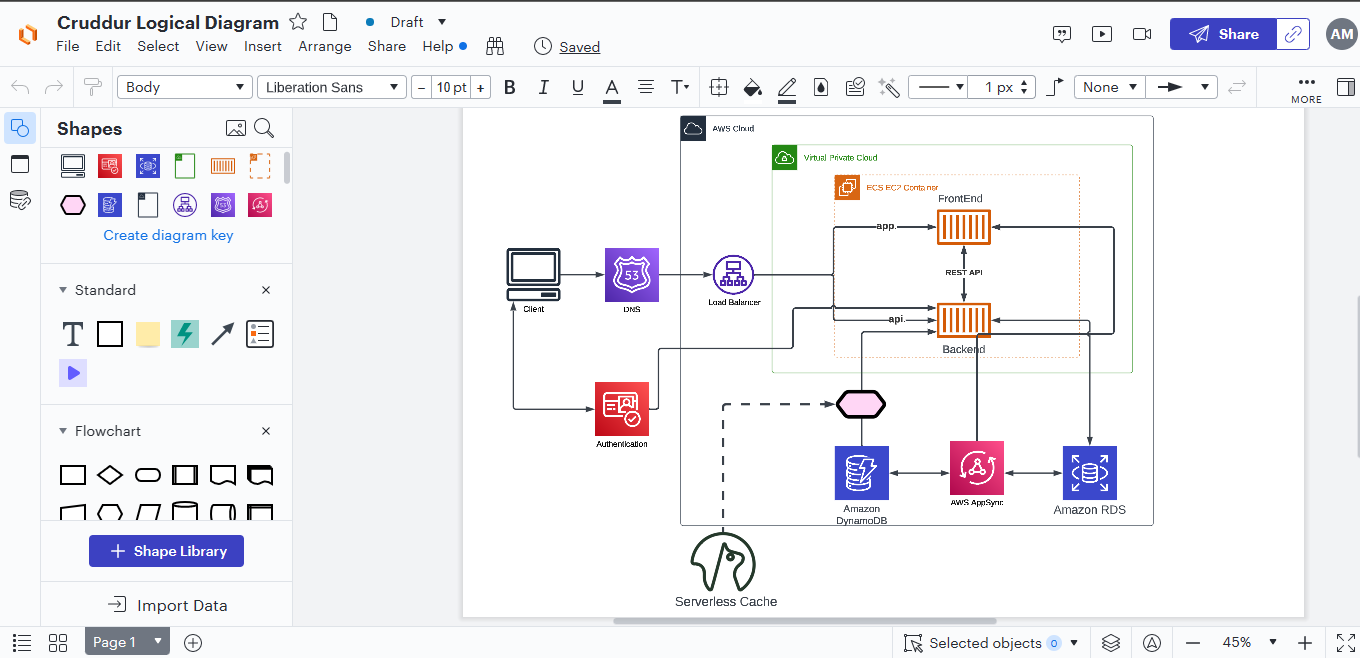 Cruddur Logical Diagram
Draft
File Edit Select View Insert Arrange Share Help
Saved
Share
AM
Body
Liberation Sans
− 10 pt +
B I U A T
1 px
None
MORE
Shapes
Create diagram key
Standard
T
Flowchart
+ Shape Library
Import Data
AWS Cloud
Virtual Private Cloud
ECS EC2 Container
FrontEnd
app.
REST API
53
Client
DNS
Load Balancer
api.
Backend
Authentication
Amazon
DynamoDB
AWS AppSync
Amazon RDS
Serverless Cache
Page 1
Selected objects 0
45%